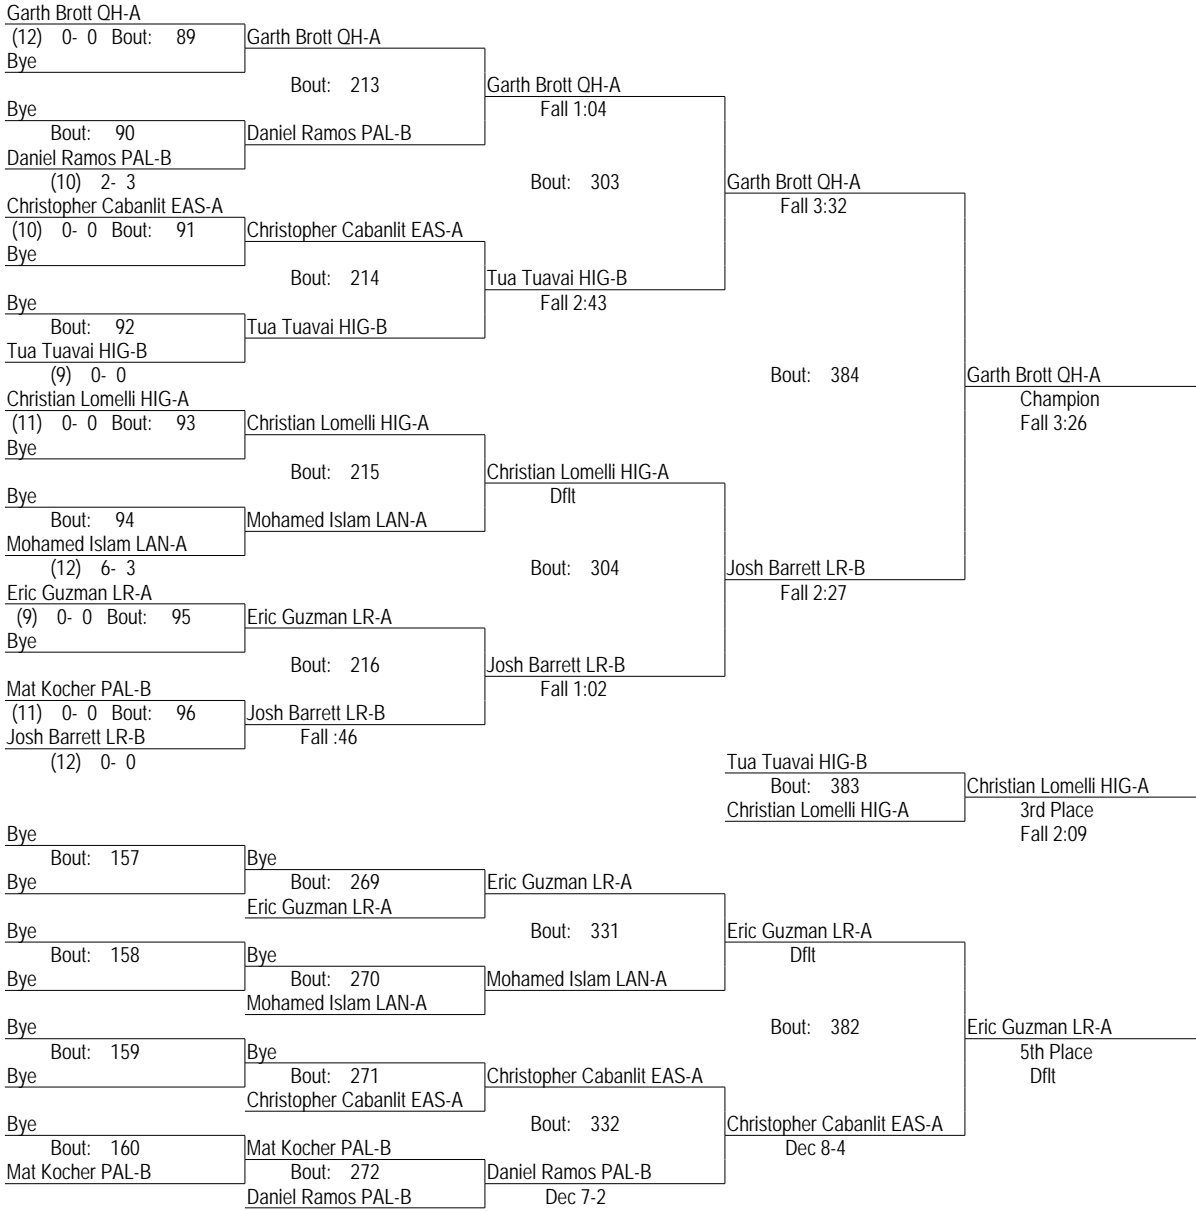 Garth Brott QH-A
(12) 0- 0 Bout: 89 Garth Brott QH-A
Bye
Bout: 213 Garth Brott QH-A
Bye Fall 1:04
Bout: 90 Daniel Ramos PAL-B
Daniel Ramos PAL-B
(10) 2- 3 Bout: 303 Garth Brott QH-A
Christopher Cabanlit EAS-A Fall 3:32
(10) 0- 0 Bout: 91 Christopher Cabanlit EAS-A
Bye
Bout: 214 Tua Tuavai HIG-B
Bye Fall 2:43
Bout: 92 Tua Tuavai HIG-B
Tua Tuavai HIG-B
(9) 0- 0 Bout: 384 Garth Brott QH-A
Christian Lomelli HIG-A Champion
(11) 0- 0 Bout: 93 Christian Lomelli HIG-A Fall 3:26
Bye
Bout: 215 Christian Lomelli HIG-A
Bye Dflt
Bout: 94 Mohamed Islam LAN-A
Mohamed Islam LAN-A
(12) 6- 3 Bout: 304 Josh Barrett LR-B
Eric Guzman LR-A Fall 2:27
(9) 0- 0 Bout: 95 Eric Guzman LR-A
Bye
Bout: 216 Josh Barrett LR-B
Mat Kocher PAL-B Fall 1:02
(11) 0- 0 Bout: 96 Josh Barrett LR-B
Josh Barrett LR-B Fall :46
(12) 0- 0 Tua Tuavai HIG-B
Bout: 383 Christian Lomelli HIG-A
Christian Lomelli HIG-A 3rd Place
Bye Fall 2:09
Bout: 157 Bye
Bye Bout: 269 Eric Guzman LR-A
Eric Guzman LR-A
Bye Bout: 331 Eric Guzman LR-A
Bout: 158 Bye Dflt
Bye Bout: 270 Mohamed Islam LAN-A
Mohamed Islam LAN-A
Bye Bout: 382 Eric Guzman LR-A
Bout: 159 Bye 5th Place
Bye Bout: 271 Christopher Cabanlit EAS-A Dflt
Christopher Cabanlit EAS-A
Bye Bout: 332 Christopher Cabanlit EAS-A
Bout: 160 Mat Kocher PAL-B Dec 8-4
Mat Kocher PAL-B Bout: 272 Daniel Ramos PAL-B
Daniel Ramos PAL-B Dec 7-2